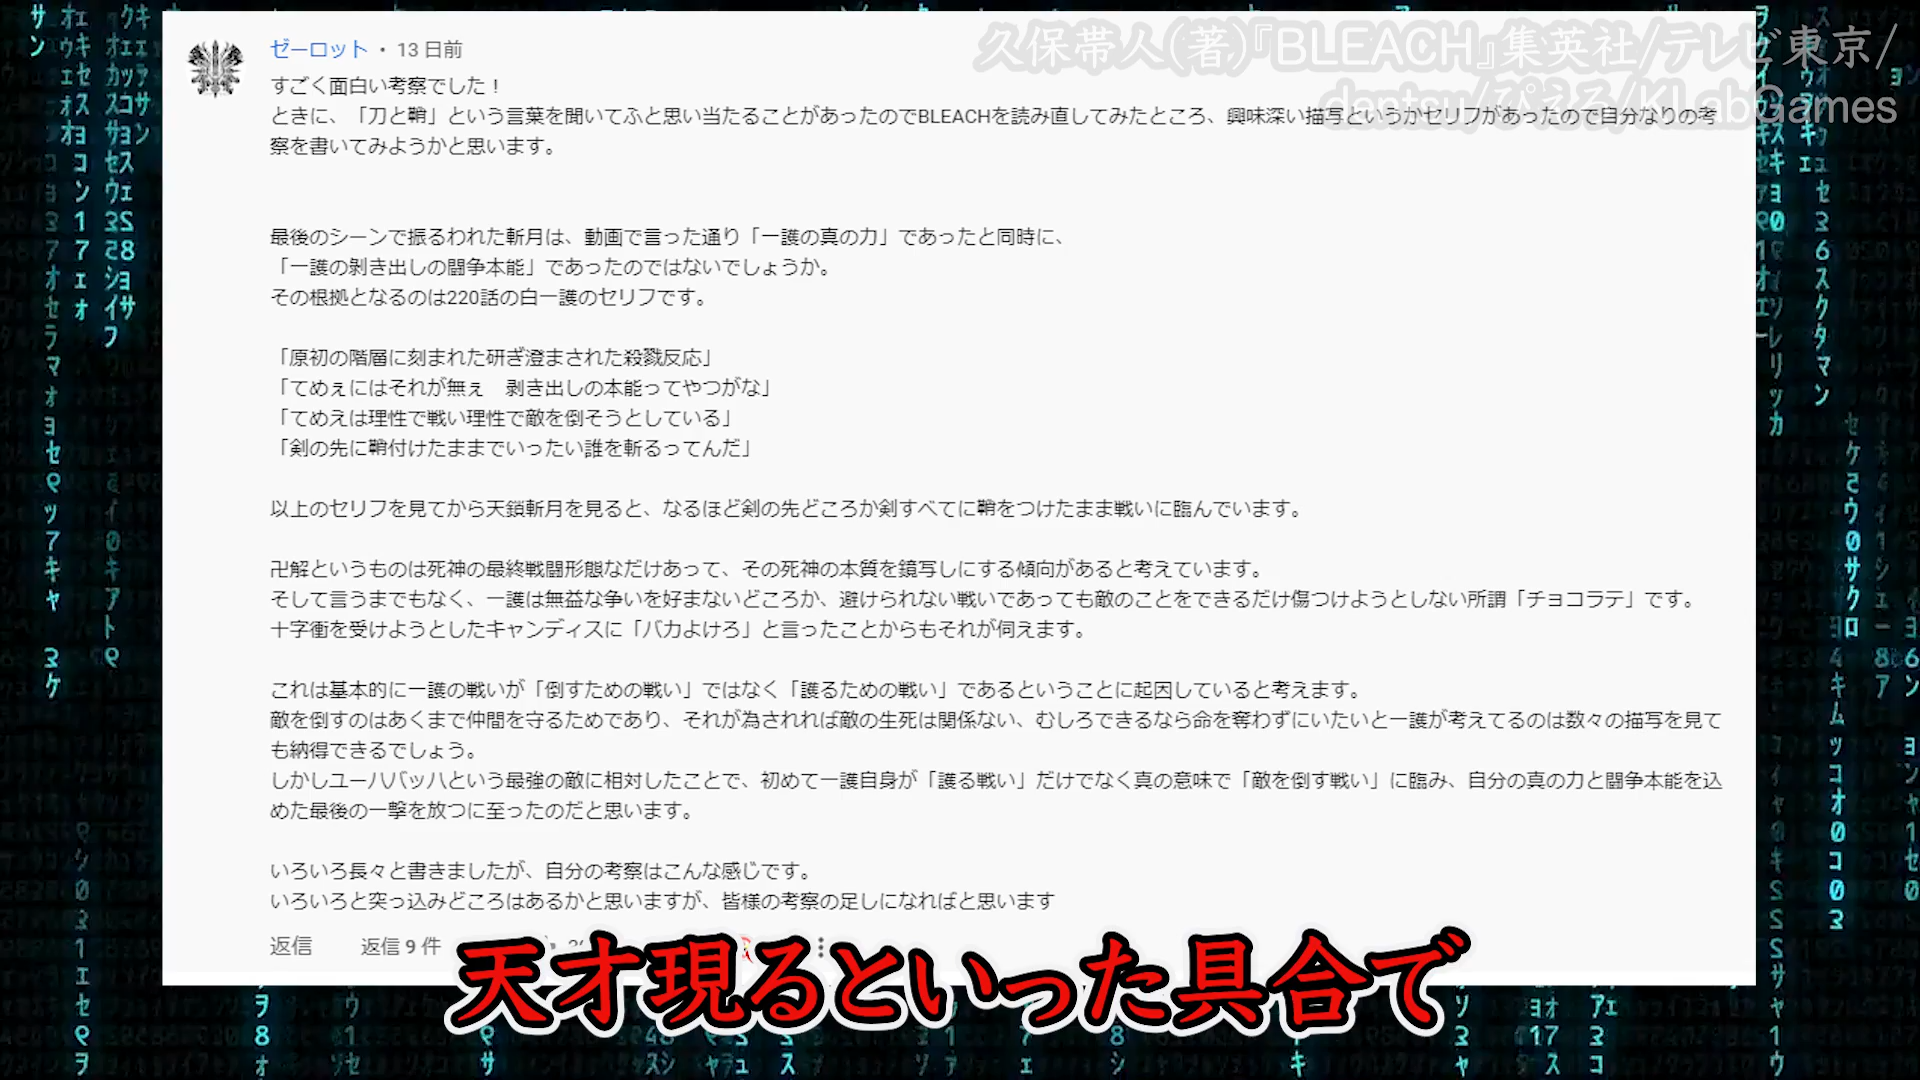 久保帯人(著)『BLEACH』集英社/テレビ東京/
dentsu/ぴえろ/KLabGames
ゼーロット・13 日前
すごく面白い考察でした！
ときに、「刀と鞘」という言葉を聞いてふと思い当たることがあったのでBLEACHを読み直してみたところ、興味深い描写というかセリフがあったので自分なりの考
察を書いてみようかと思います。
最後のシーンで振るわれた斬月は、動画で言った通り「一護の真の力」であったと同時に、
「一護の剝き出しの闘争本能」であったのではないでしょうか。
その根拠となるのは220話の白一護のセリフです。
「原初の階層に刻まれた研ぎ澄まされた殺戮反応」
「てめぇにはそれが無ぇ　剥き出しの本能ってやつがな」
「てめえは理性で戦い理性で敵を倒そうとしている」
「剣の先に鞘付けたままでいったい誰を斬るってんだ」
以上のセリフを見てから天鎖斬月を見ると、なるほど剣の先どころか剣すべてに鞘をつけたまま戦いに臨んでいます。
卍解というものは死神の最終戦闘形態なだけあって、その死神の本質を鏡写しにする傾向があると考えています。
そして言うまでもなく、一護は無益な争いを好まないどころか、避けられない戦いであっても敵のことをできるだけ傷つけようとしない所謂「チョコラテ」です。
十字衝を受けようとしたキャンディスに「バカよけろ」と言ったことからもそれが伺えます。
これは基本的に一護の戦いが「倒すための戦い」ではなく「護るための戦い」であるということに起因していると考えます。
敵を倒すのはあくまで仲間を守るためであり、それが為されれば敵の生死は関係ない、むしろできるなら命を奪わずにいたいと一護が考えてるのは数々の描写を見て
も納得できるでしょう。
しかしユーハバッハという最強の敵に相対したことで、初めて一護自身が「護る戦い」だけでなく真の意味で「敵を倒す戦い」に臨み、自分の真の力と闘争本能を込
めた最後の一撃を放つに至ったのだと思います。
いろいろ長々と書きましたが、自分の考察はこんな感じです。
いろいろと突っ込みどころはあるかと思いますが、皆様の考察の足しになればと思います
返信　返信 9 件
天才現るといった具合で